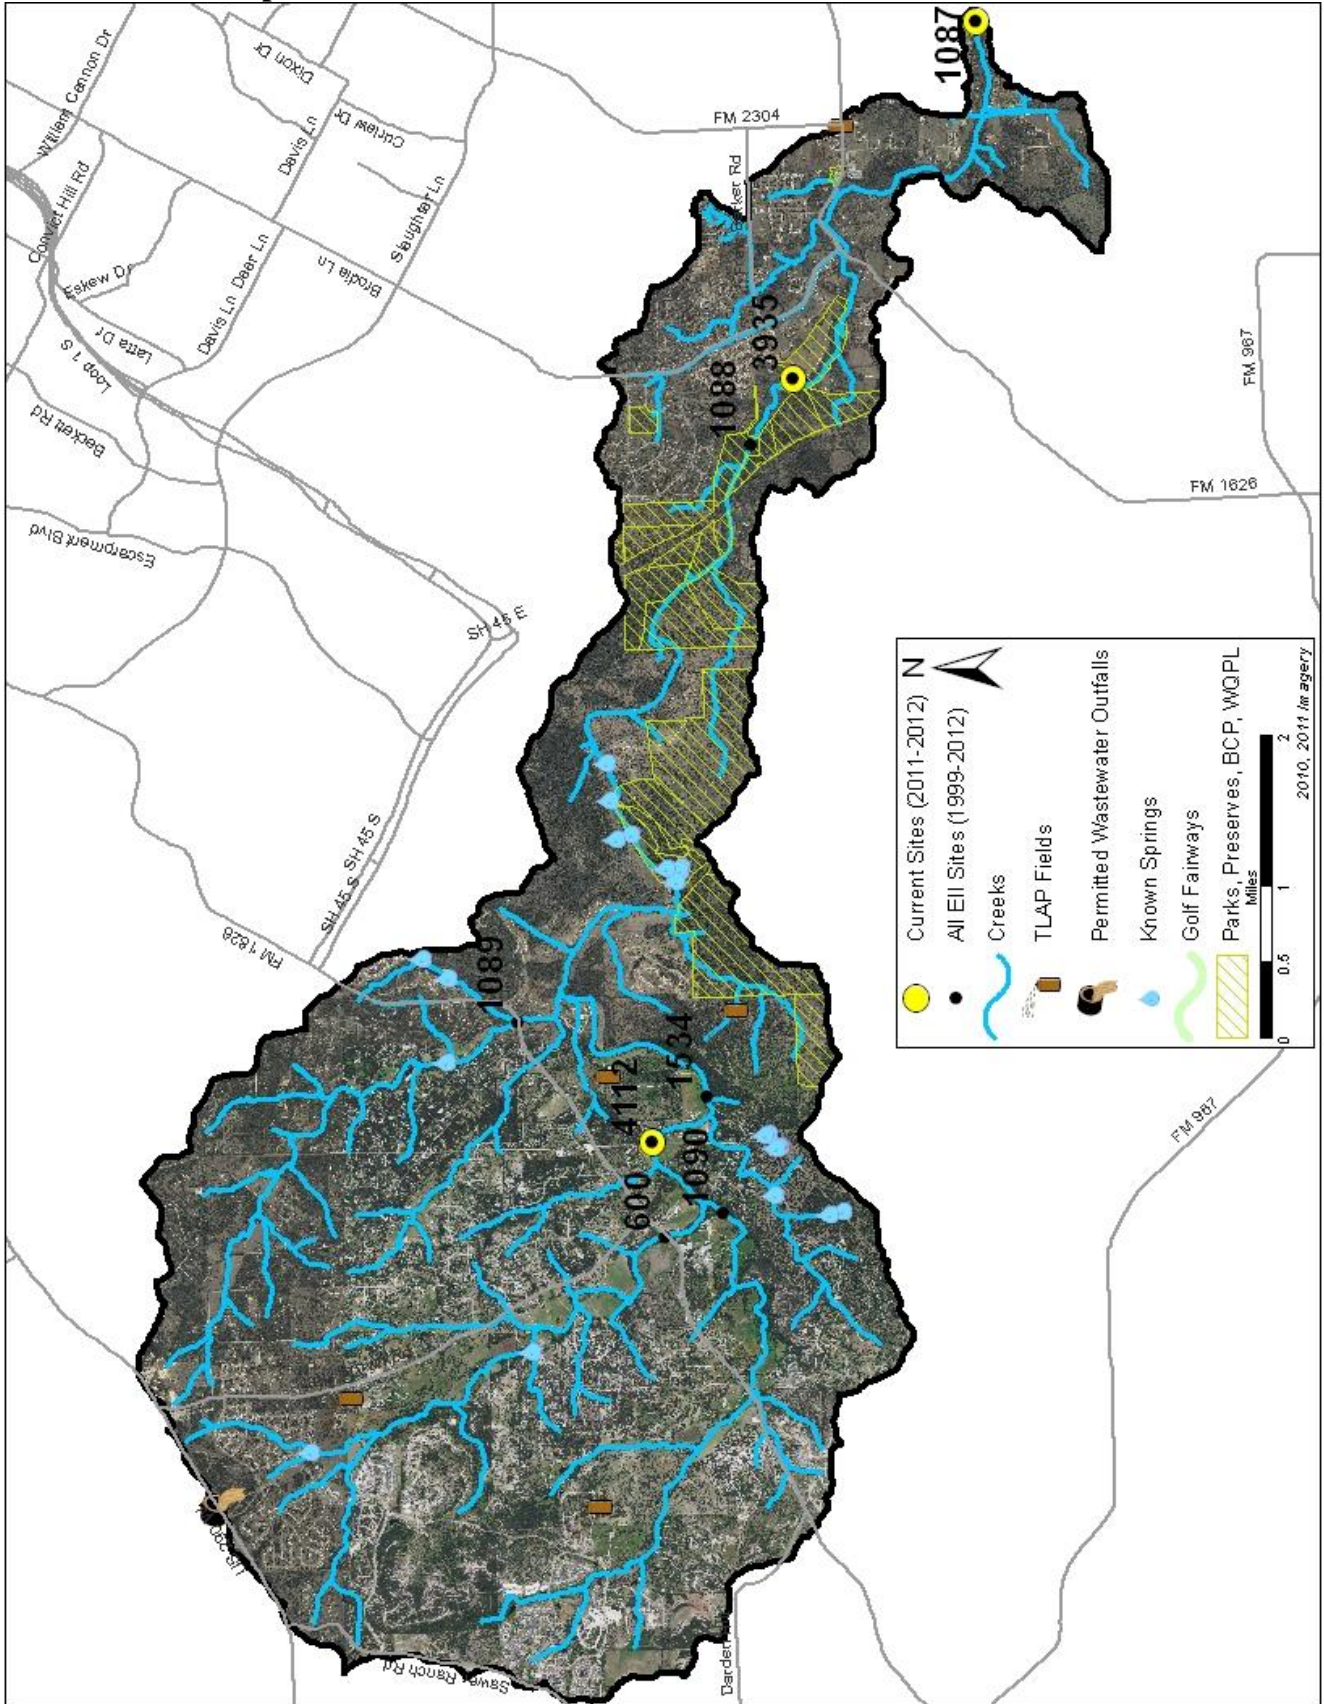 William Cannon Dr
Dixon Dr
Convict Hill Rd
Davis Ln
Curlew Dr
Eskew Dr
Latta Dr
Davis Ln
Deer Ln
Brodie Ln
Slaughter Ln
Loop 1 S
Beckett Rd
Escarpment Blvd
SH 45 E
SH 45 S
SH 45 S
FM 1826
FM 2304
FM 1626
FM 967
FM 967
Sawyer Ranch Rd
1087
3935
1088
1089
1534
4112
1090
600
N
Current Sites (2011-2012)
All EII Sites (1999-2012)
Creeks
TLAP Fields
Permitted Wastewater Outfalls
Known Springs
Golf Fairways
Parks, Preserves, BCP, WQPL
Miles
0 0.5 1 2
2010, 2011 Imagery